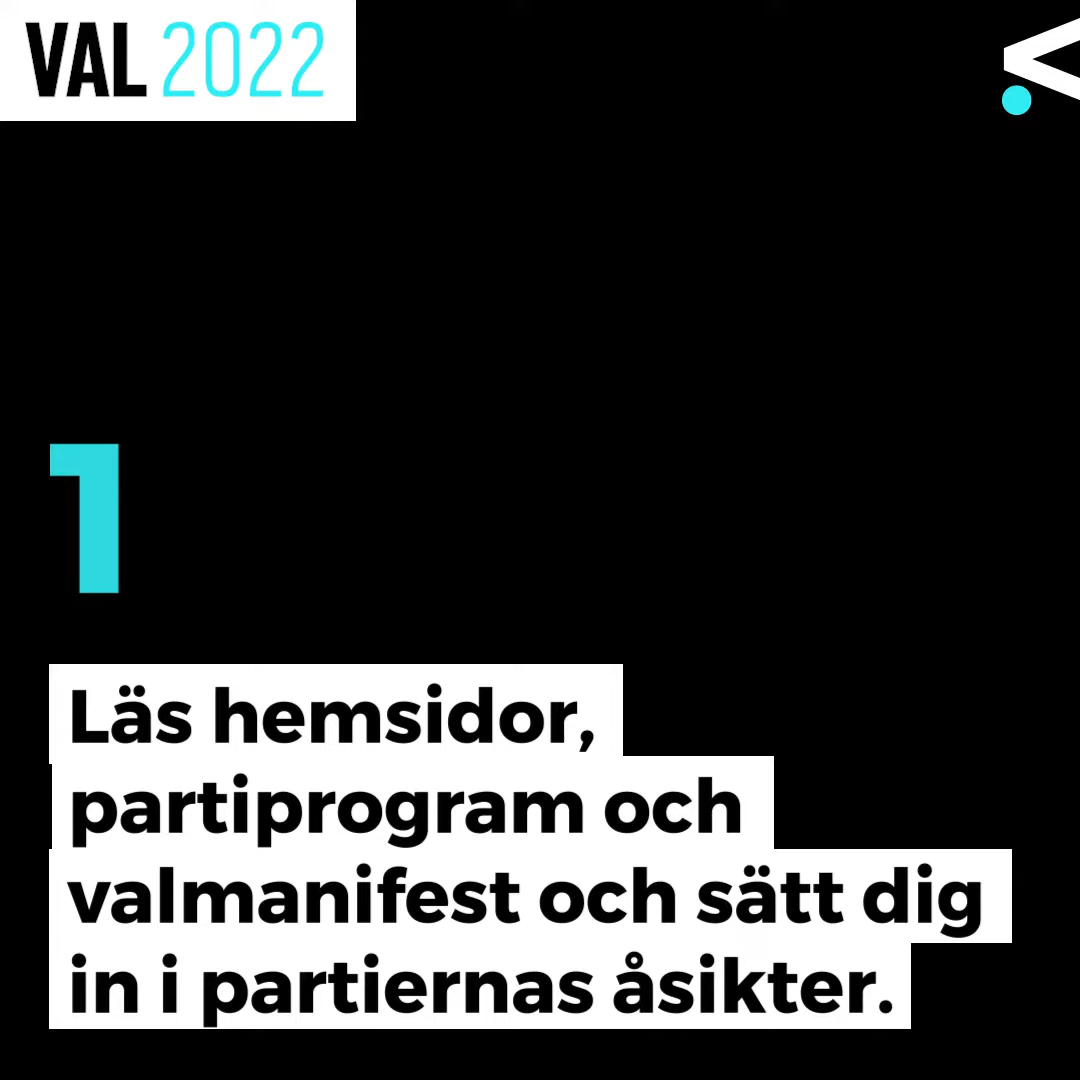 VAL 2022
1
Läs hemsidor,
partiprogram och
valmanifest och sätt dig
in i partiernas åsikter.